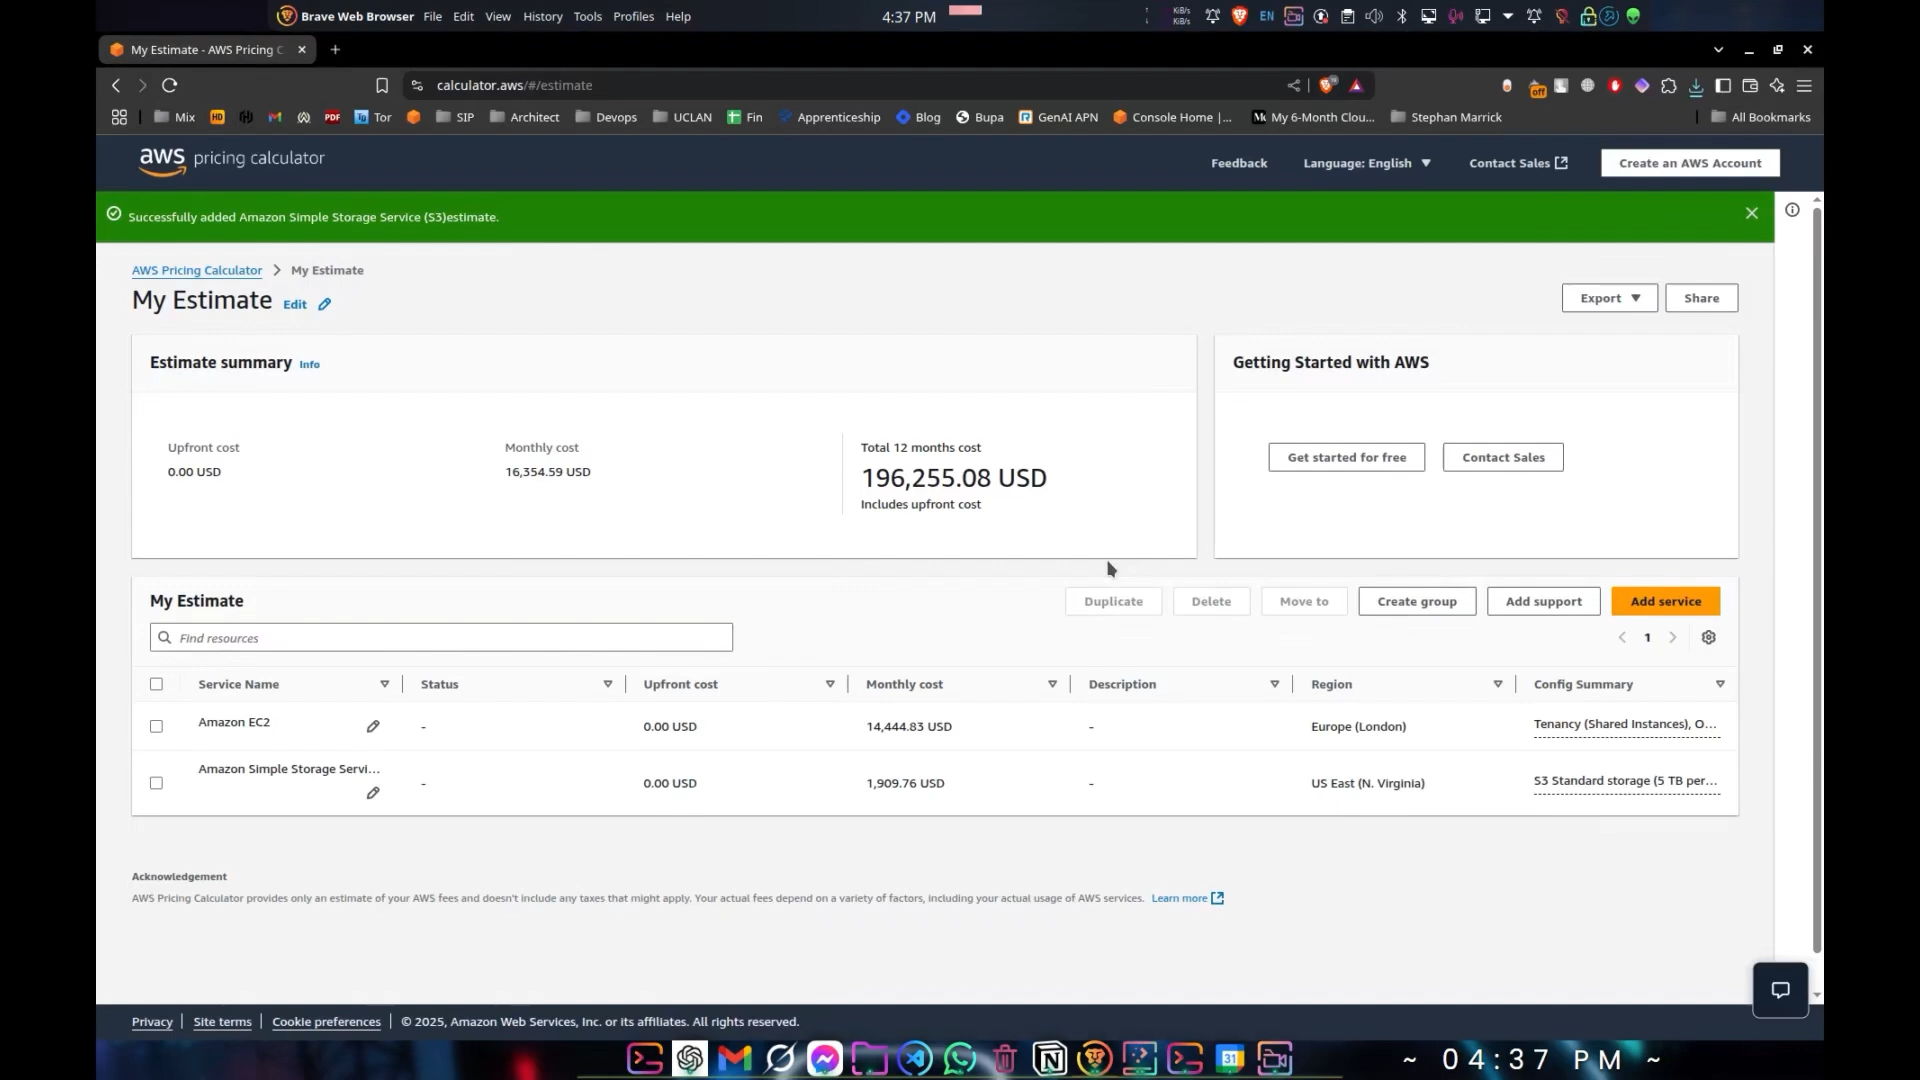 Brave Web Browser File Edit View History Tools Profiles Help
4:37 PM
KiB/s
KiB/s
EN
My Estimate - AWS Pricing C
calculator.aws/#/estimate
off
Mix HD PDF Tor SIP Architect Devops UCLAN Fin Apprenticeship Blog Bupa GenAI APN Console Home |... My 6-Month Clou... Stephan Marrick All Bookmarks
aws pricing calculator
Feedback Language: English Contact Sales Create an AWS Account
Successfully added Amazon Simple Storage Service (S3)estimate.
AWS Pricing Calculator > My Estimate
My Estimate Edit
Export Share
Estimate summary Info
Getting Started with AWS
Upfront cost
0.00 USD
Monthly cost
16,354.59 USD
Total 12 months cost
196,255.08 USD
Includes upfront cost
Get started for free Contact Sales
My Estimate
Duplicate Delete Move to Create group Add support Add service
Find resources
1
Service Name Status Upfront cost Monthly cost Description Region Config Summary
Amazon EC2 - 0.00 USD 14,444.83 USD - Europe (London) Tenancy (Shared Instances), O...
Amazon Simple Storage Servi... - 0.00 USD 1,909.76 USD - US East (N. Virginia) S3 Standard storage (5 TB per...
Acknowledgement
AWS Pricing Calculator provides only an estimate of your AWS fees and doesn't include any taxes that might apply. Your actual fees depend on a variety of factors, including your actual usage of AWS services. Learn more
Privacy | Site terms | Cookie preferences | © 2025, Amazon Web Services, Inc. or its affiliates. All rights reserved.
31
~ 04:37 PM ~